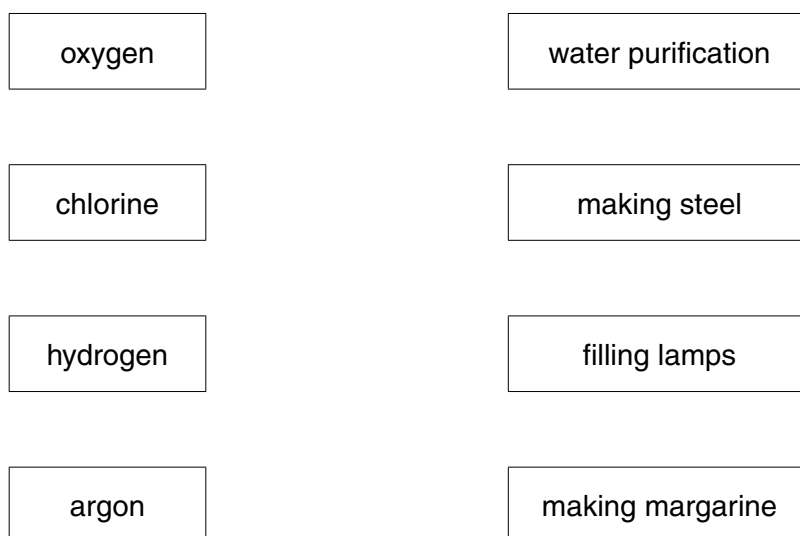 oxygen
water purification
chlorine
making steel
hydrogen
filling lamps
argon
making margarine